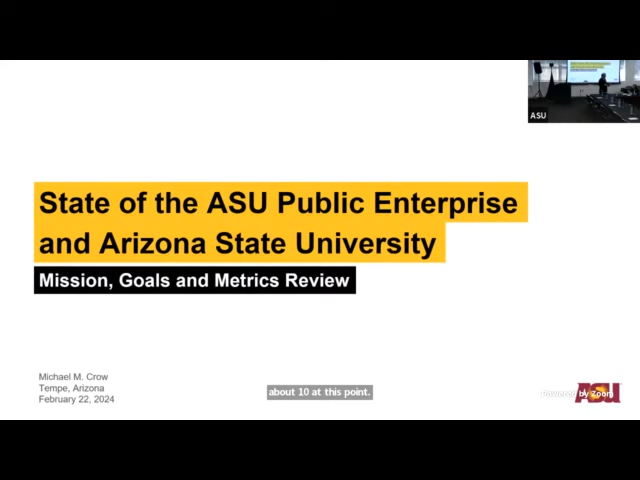 ASU
State of the ASU Public Enterprise
and Arizona State University
Mission, Goals and Metrics Review
Michael M. Crow
Tempe, Arizona
February 22, 2024
about 10 at this point.
Powered by Zoom
ASU